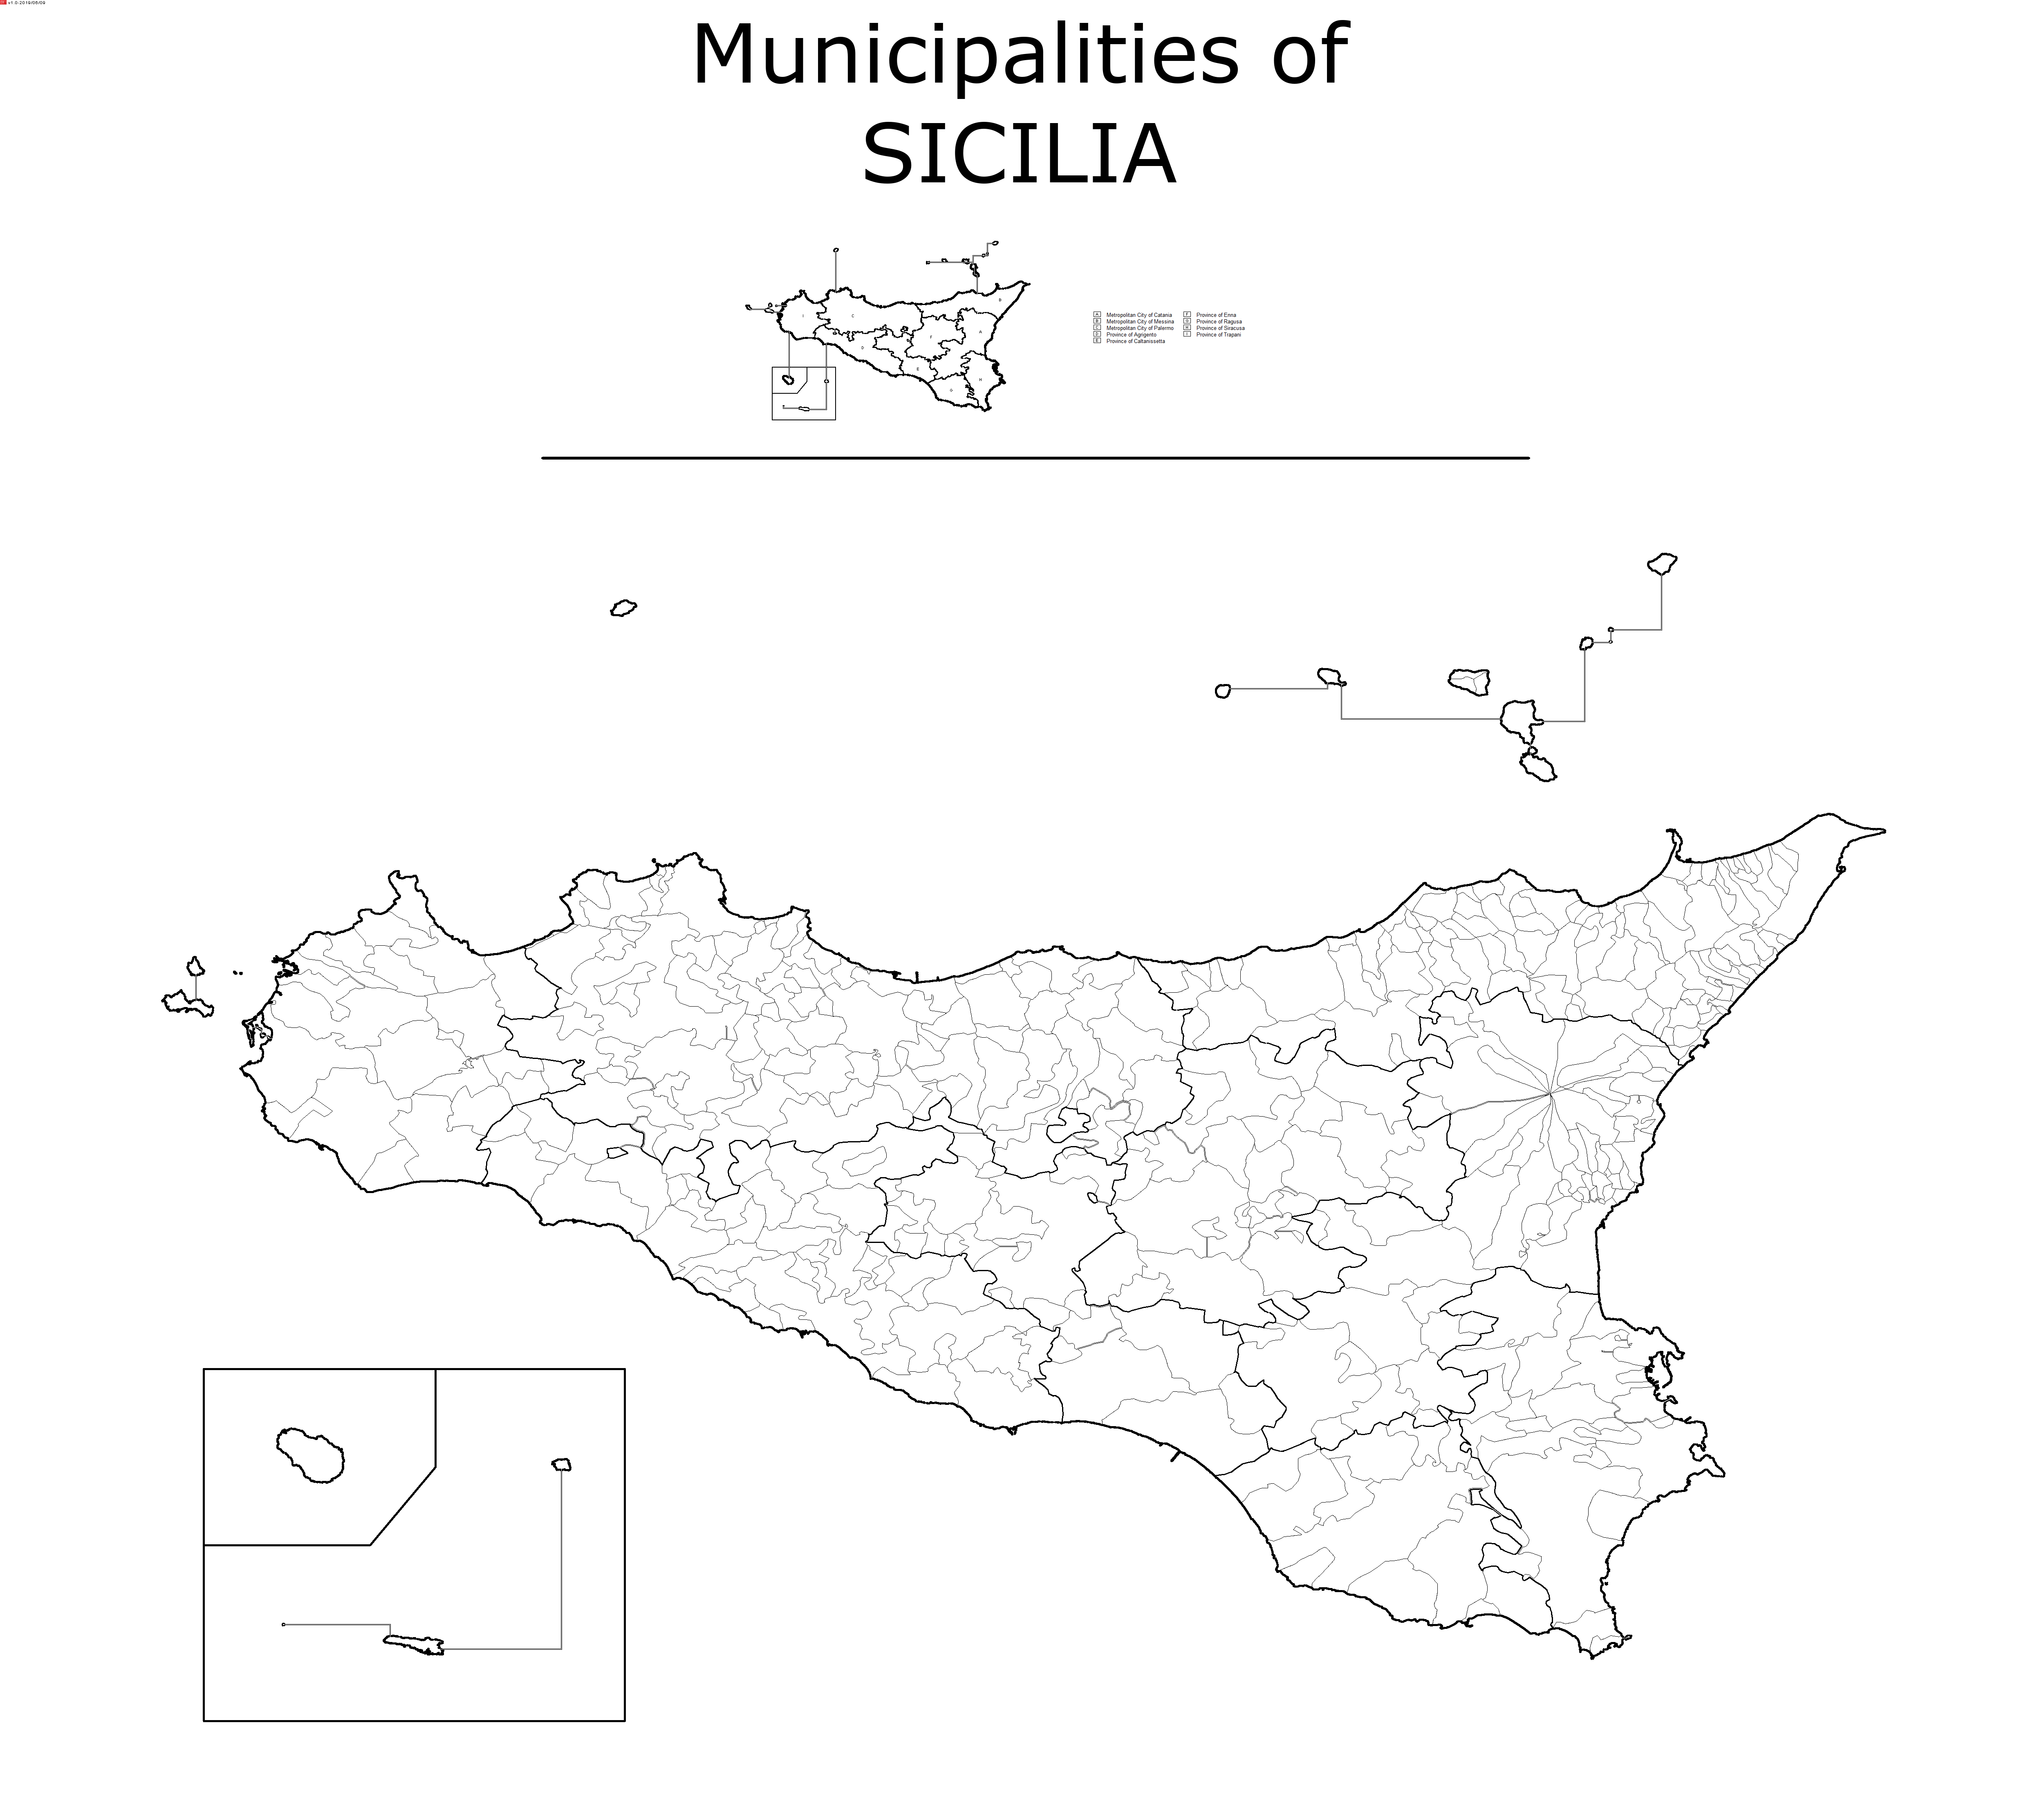 v1.0-2019/06/09
Municipalities of
SICILIA
A Metropolitan City of Catania
B Metropolitan City of Messina
C Metropolitan City of Palermo
D Province of Agrigento
E Province of Caltanissetta
F Province of Enna
G Province of Ragusa
H Province of Siracusa
I Province of Trapani
B
I
C
A
F
D
E
H
G